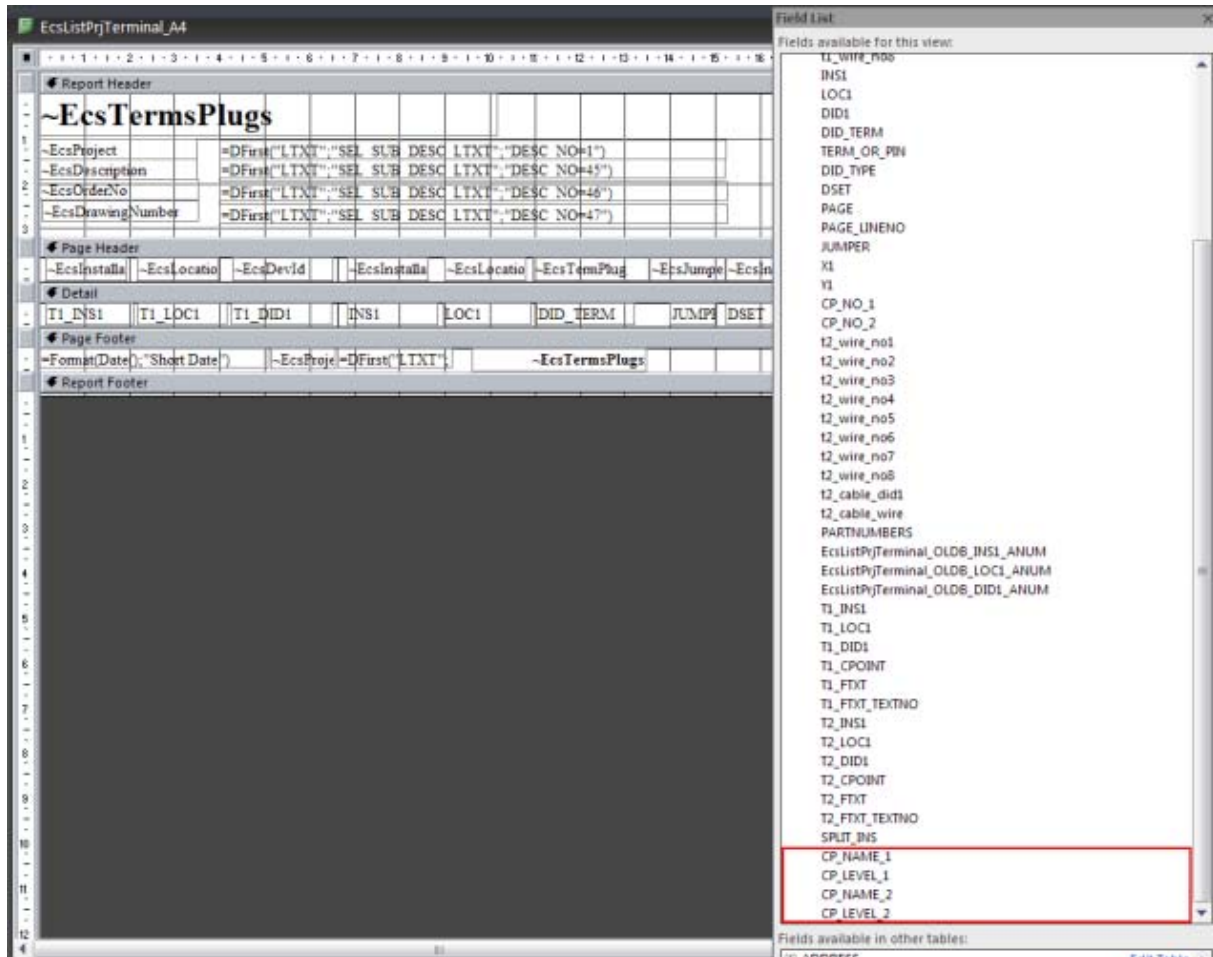 EcsListPrjTerminal_A4
Report Header
~EcsTermsPlugs
~EcsProject =DFirst("LTXT";"SEL_SUB_DESC_LTXT";"DESC_NO=1")
~EcsDescription =DFirst("LTXT";"SEL_SUB_DESC_LTXT";"DESC_NO=45")
~EcsOrderNo =DFirst("LTXT";"SEL_SUB_DESC_LTXT";"DESC_NO=46")
~EcsDrawingNumber =DFirst("LTXT";"SEL_SUB_DESC_LTXT";"DESC_NO=47")
Page Header
~EcsInstalla ~EcsLocatio ~EcsDevId ~EcsInstalla ~EcsLocatio ~EcsTermPlug ~EcsJumpe ~EcsIn
Detail
T1_INS1 T1_LOC1 T1_DID1 INS1 LOC1 DID_TERM JUMPE DSET
Page Footer
=Format(Date();"Short Date") ~EcsProje =DFirst("LTXT"; ~EcsTermsPlugs
Report Footer
Field List
Fields available for this view:
t1_wire_no8
INS1
LOC1
DID1
DID_TERM
TERM_OR_PIN
DID_TYPE
DSET
PAGE
PAGE_LINENO
JUMPER
X1
Y1
CP_NO_1
CP_NO_2
t2_wire_no1
t2_wire_no2
t2_wire_no3
t2_wire_no4
t2_wire_no5
t2_wire_no6
t2_wire_no7
t2_wire_no8
t2_cable_did1
t2_cable_wire
PARTNUMBERS
EcsListPrjTerminal_OLDB_INS1_ANUM
EcsListPrjTerminal_OLDB_LOC1_ANUM
EcsListPrjTerminal_OLDB_DID1_ANUM
T1_INS1
T1_LOC1
T1_DID1
T1_CPOINT
T1_FTXT
T1_FTXT_TEXTNO
T2_INS1
T2_LOC1
T2_DID1
T2_CPOINT
T2_FTXT
T2_FTXT_TEXTNO
SPLIT_INS
CP_NAME_1
CP_LEVEL_1
CP_NAME_2
CP_LEVEL_2
Fields available in other tables: